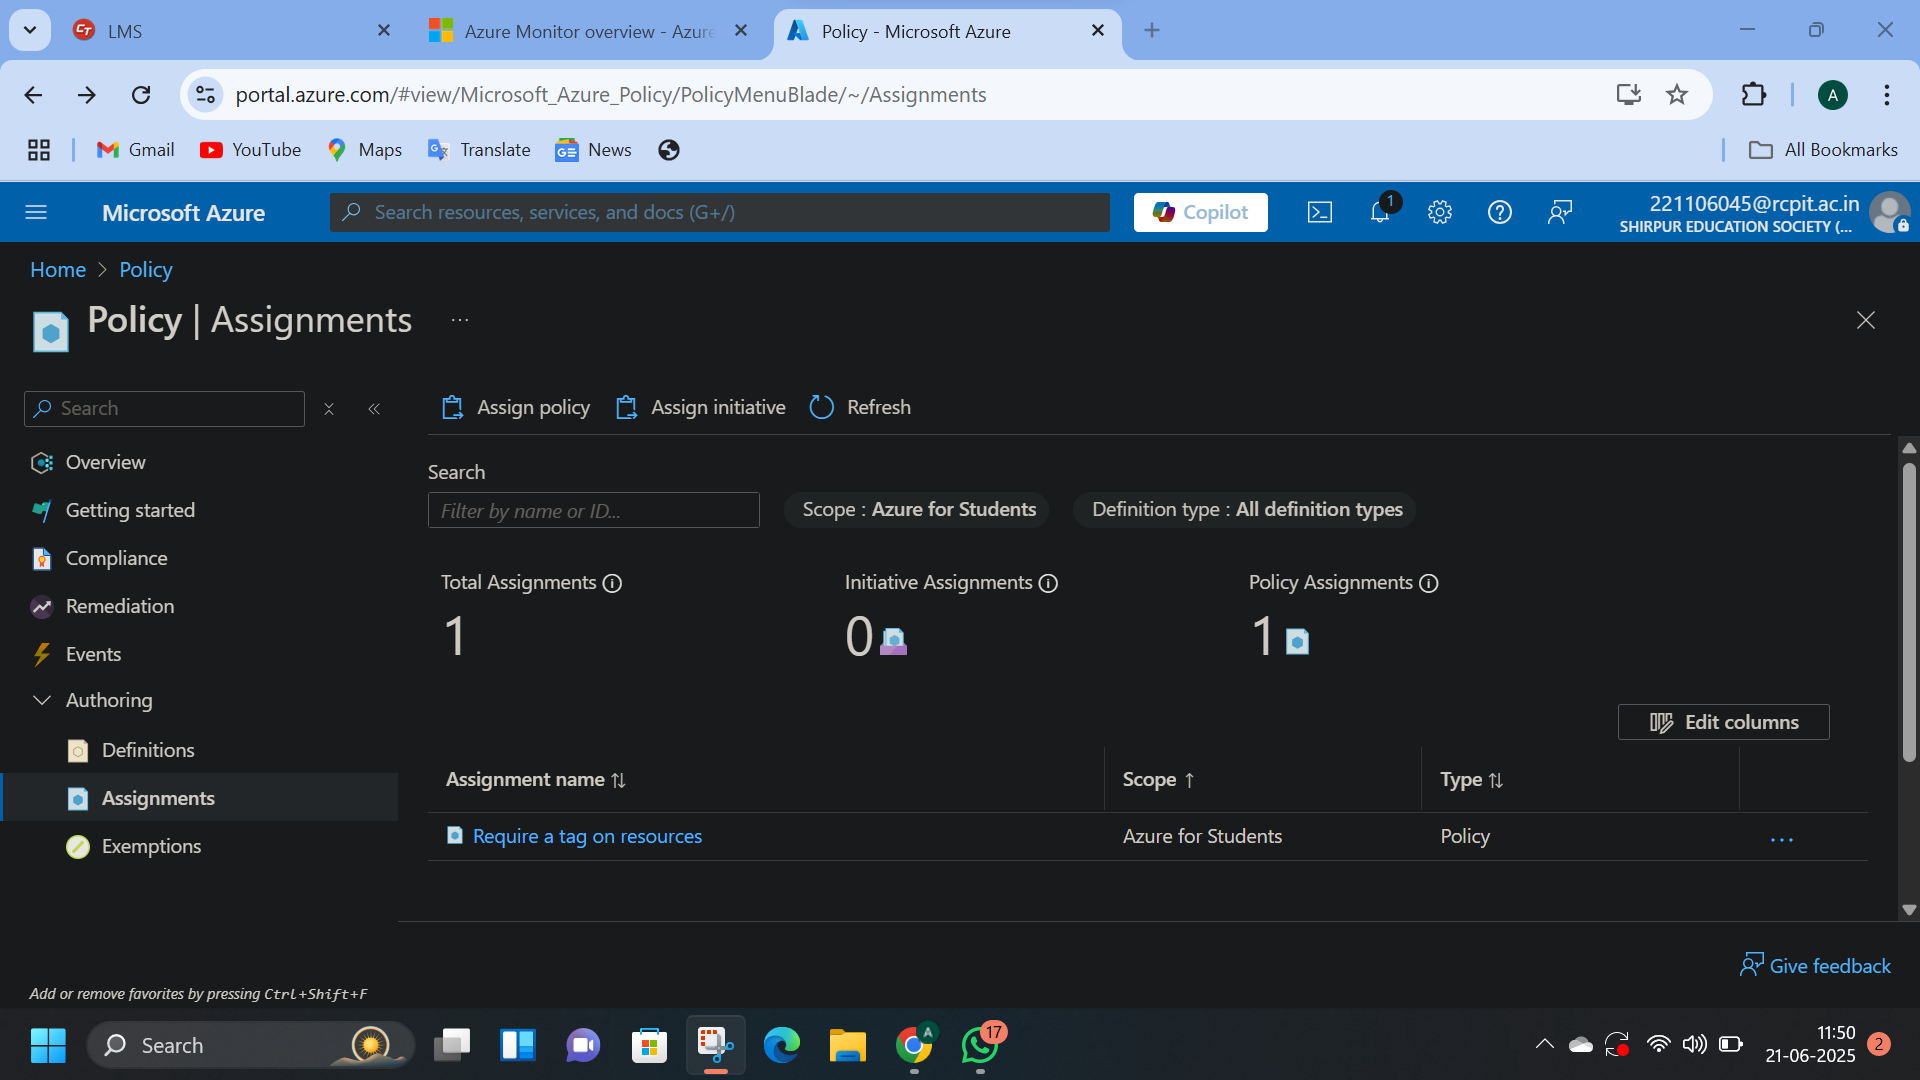 LMS
Azure Monitor overview - Azure
Policy - Microsoft Azure
portal.azure.com/#view/Microsoft_Azure_Policy/PolicyMenuBlade/~/Assignments
A
Gmail
YouTube
Maps
Translate
News
All Bookmarks
Microsoft Azure
Search resources, services, and docs (G+/)
Copilot
1
221106045@rcpit.ac.in
SHIRPUR EDUCATION SOCIETY (...
Home > Policy
Policy | Assignments ...
Search
Overview
Getting started
Compliance
Remediation
Events
Authoring
Definitions
Assignments
Exemptions
Add or remove favorites by pressing Ctrl+Shift+F
Assign policy
Assign initiative
Refresh
Search
Filter by name or ID...
Scope : Azure for Students
Definition type : All definition types
Total Assignments
1
Initiative Assignments
0
Policy Assignments
1
Edit columns
Assignment name
Scope
Type
Require a tag on resources
Azure for Students
Policy
...
Give feedback
Search
A
17
11:50
21-06-2025
2